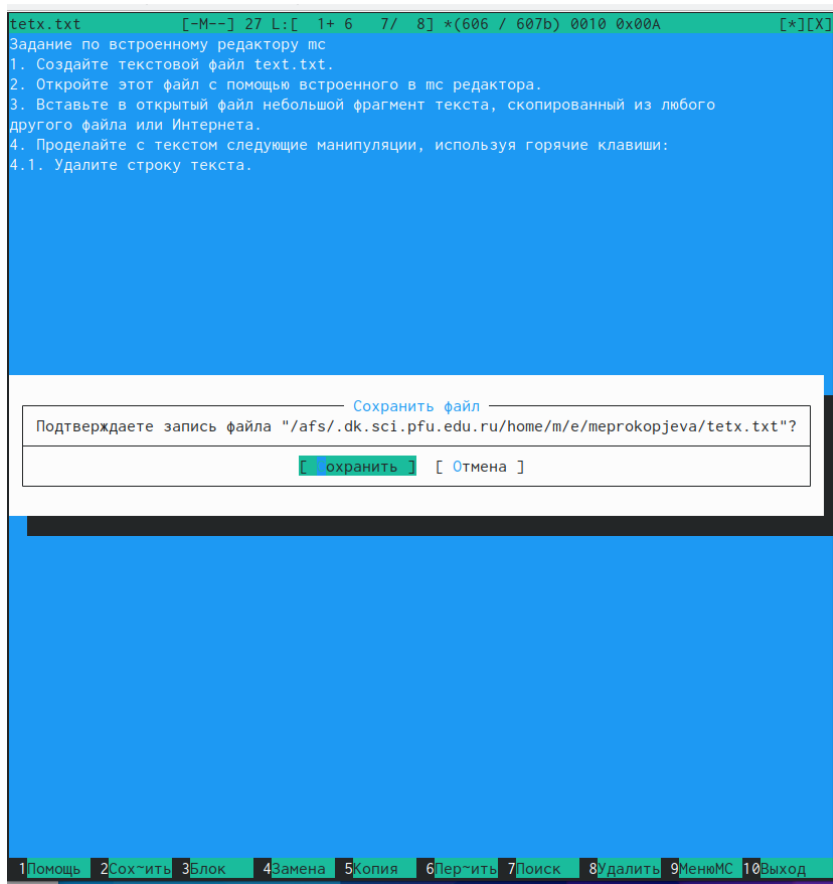 tetx.txt [-M--] 27 L:[ 1+ 6 7/ 8] *(606 / 607b) 0010 0x00A [*][X]
Задание по встроенному редактору mc
1. Создайте текстовой файл text.txt.
2. Откройте этот файл с помощью встроенного в mc редактора.
3. Вставьте в открытый файл небольшой фрагмент текста, скопированный из любого
другого файла или Интернета.
4. Проделайте с текстом следующие манипуляции, используя горячие клавиши:
4.1. Удалите строку текста.
Сохранить файл
Подтверждаете запись файла "/afs/.dk.sci.pfu.edu.ru/home/m/e/meprokopjeva/tetx.txt"?
[ Сохранить ] [ Отмена ]
1Помощь 2Сох~ить 3Блок 4Замена 5Копия 6Пер~ить 7Поиск 8Удалить 9МенюМС 10Выход